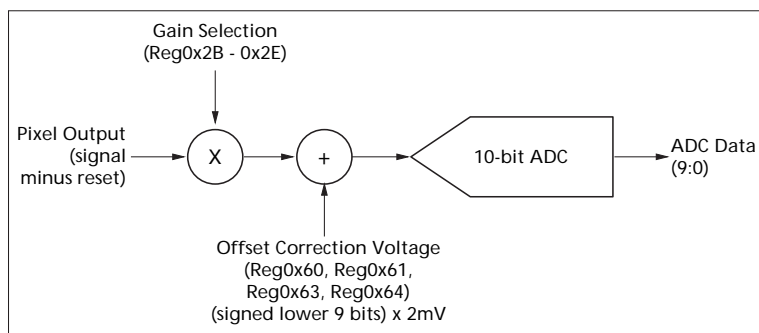 Gain Selection
(Reg0x2B - 0x2E)
Pixel Output
(signal
minus reset)
X
+
10-bit ADC
ADC Data
(9:0)
Offset Correction Voltage
(Reg0x60, Reg0x61,
Reg0x63, Reg0x64)
(signed lower 9 bits) x 2mV